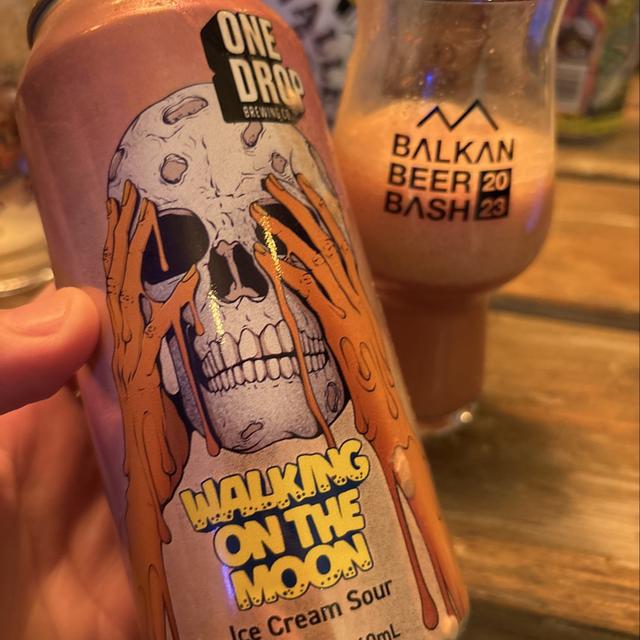 ONE
DROP
BREWING CO.
WALKING
ON THE
MOON
Ice Cream Sour
BALKAN
BEER 20
BASH 23